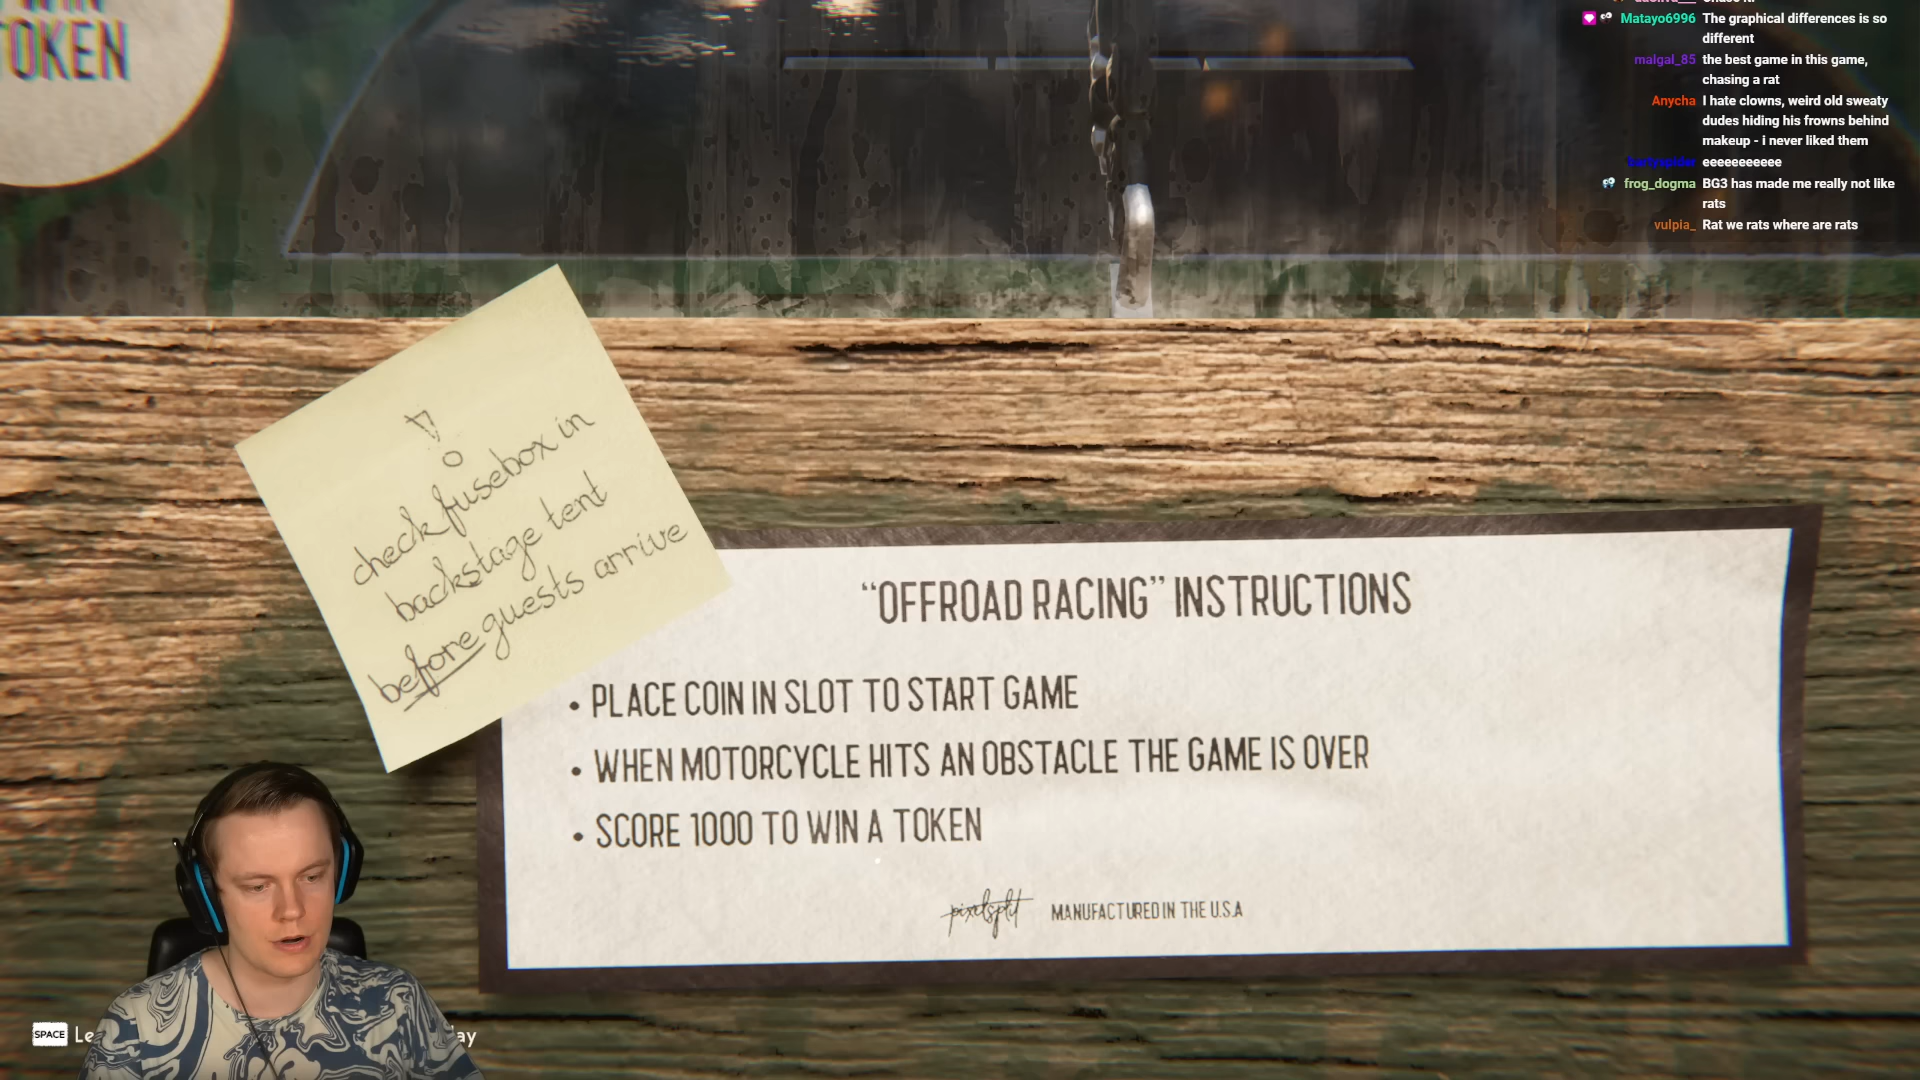 TOKEN
Matayo6996 The graphical differences is so
different
malgal_85 the best game in this game,
chasing a rat
Anycha I hate clowns, weird old sweaty
dudes hiding his frowns behind
makeup - i never liked them
eeeeeeeeeee
frog_dogma BG3 has made me really not like
rats
vulpia_ Rat we rats where are rats
!
check fusebox in
backstage tent
before guests arrive
“OFFROAD RACING” INSTRUCTIONS
• PLACE COIN IN SLOT TO START GAME
• WHEN MOTORCYCLE HITS AN OBSTACLE THE GAME IS OVER
• SCORE 1000 TO WIN A TOKEN
pixelsplit MANUFACTURED IN THE U.S.A
SPACE